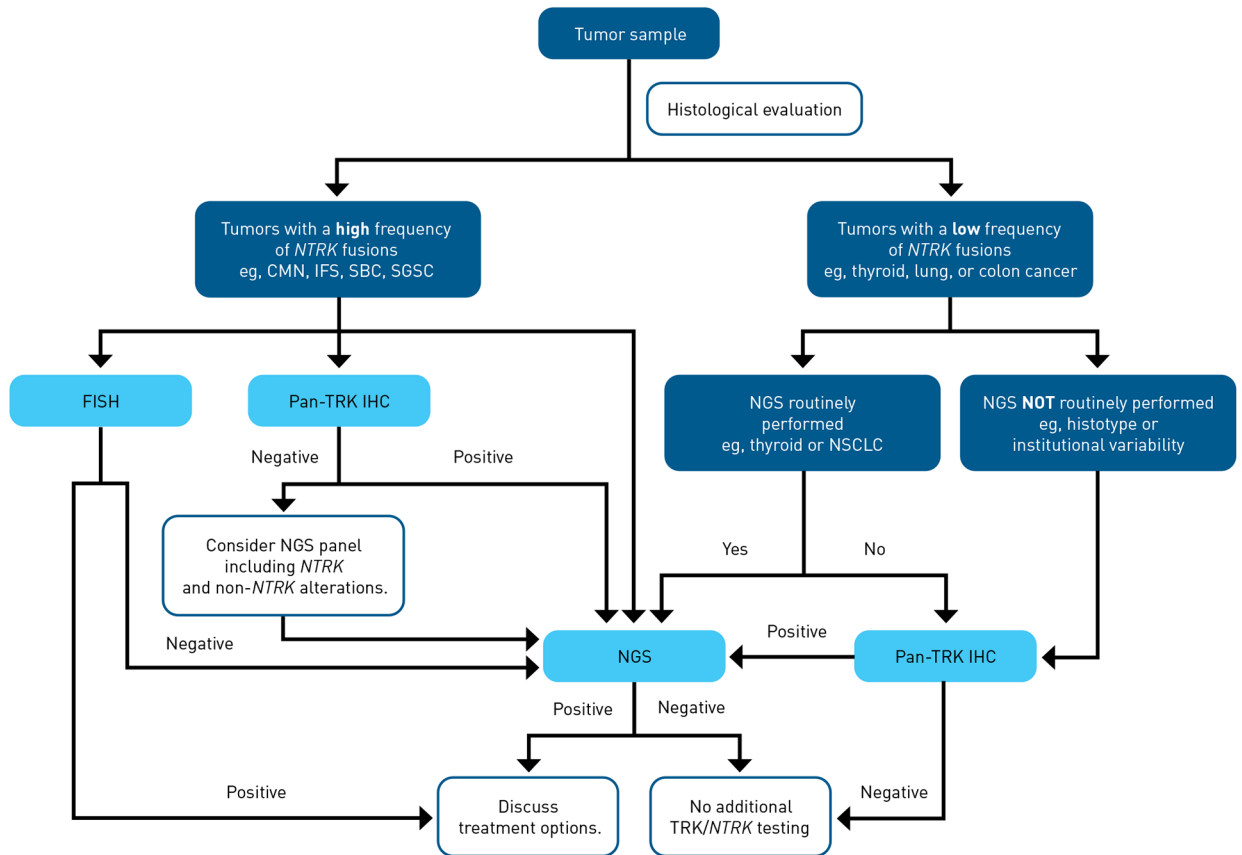 Tumor sample
Histological evaluation
Tumors with a high frequency
of NTRK fusions
eg, CMN, IFS, SBC, SGSC
Tumors with a low frequency
of NTRK fusions
eg, thyroid, lung, or colon cancer
FISH
Pan-TRK IHC
NGS routinely
performed
eg, thyroid or NSCLC
NGS NOT routinely performed
eg, histotype or
institutional variability
Negative
Positive
Consider NGS panel
including NTRK
and non-NTRK alterations.
Yes
No
Negative
NGS
Positive
Pan-TRK IHC
Positive
Negative
Positive
Discuss
treatment options.
No additional
TRK/NTRK testing
Negative